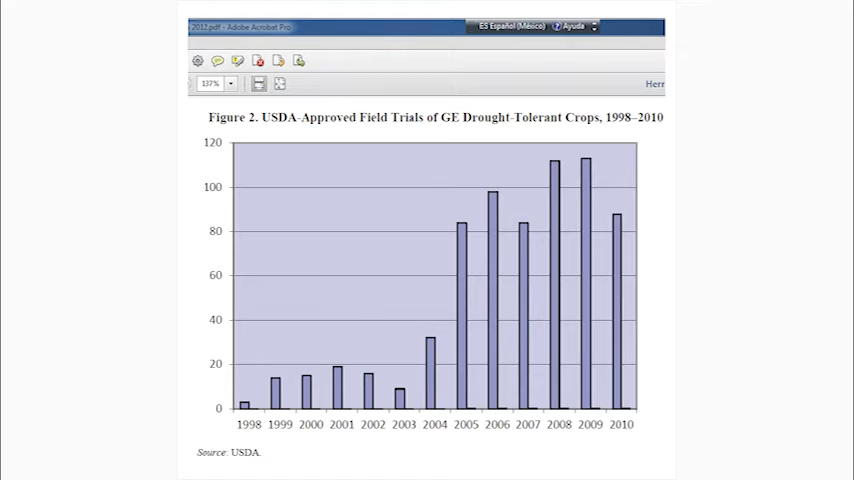 2012.pdf - Adobe Acrobat Pro
ES Español (México) Ayuda
137%
Herr
Figure 2. USDA-Approved Field Trials of GE Drought-Tolerant Crops, 1998–2010
120
100
80
60
40
20
0
1998 1999 2000 2001 2002 2003 2004 2005 2006 2007 2008 2009 2010
Source: USDA.